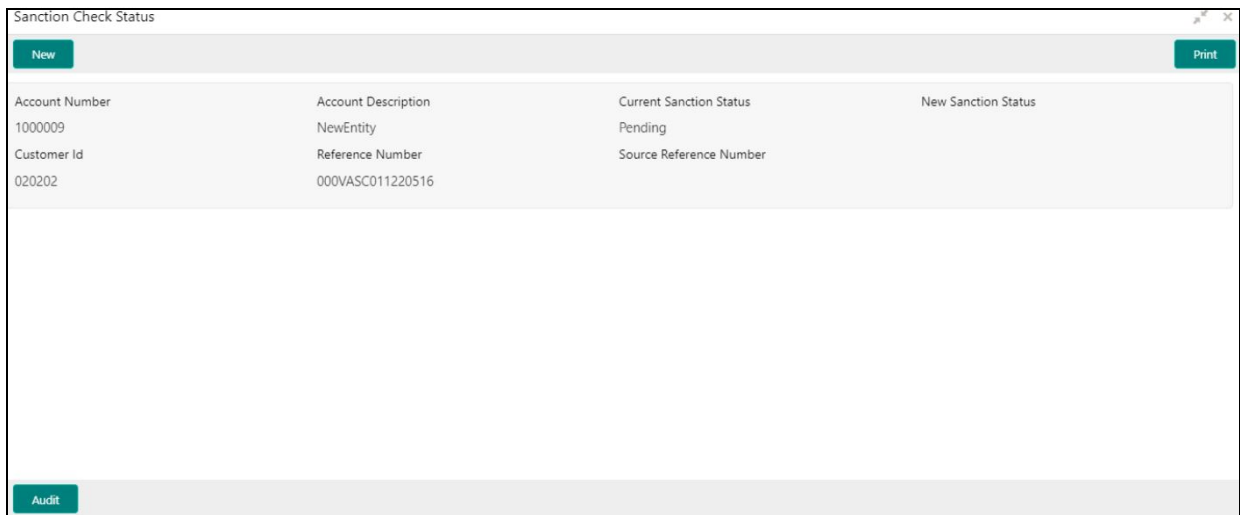 Sanction Check Status
New Print
Account Number Account Description Current Sanction Status New Sanction Status
1000009 NewEntity Pending
Customer Id Reference Number Source Reference Number
020202 000VASC011220516
Audit